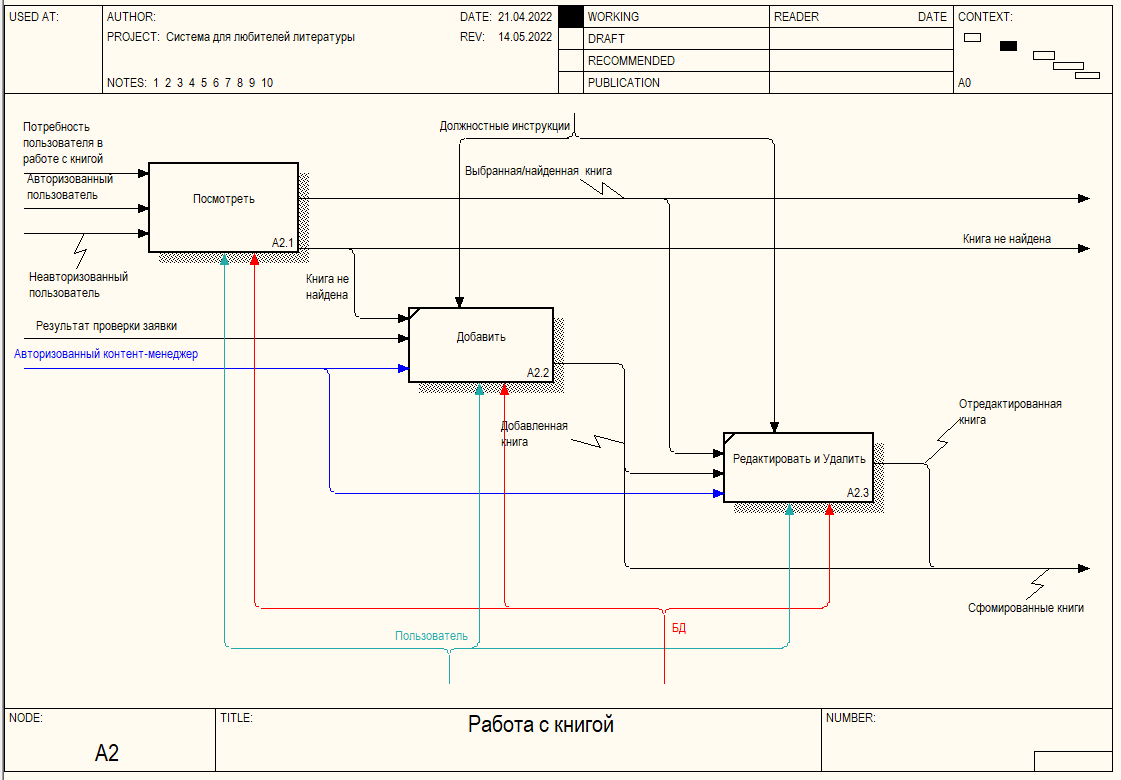 USED AT:
AUTHOR:
DATE: 21.04.2022
PROJECT: Система для любителей литературы
REV: 14.05.2022
NOTES: 1 2 3 4 5 6 7 8 9 10
WORKING
DRAFT
RECOMMENDED
PUBLICATION
READER
DATE
CONTEXT:
A0
Потребность
пользователя в
работе с книгой
Авторизованный
пользователь
Неавторизованный
пользователь
Посмотреть
A2.1
Должностные инструкции
Выбранная/найденная книга
Книга не найдена
Книга не
найдена
Результат проверки заявки
Авторизованный контент-менеджер
Добавить
A2.2
Добавленная
книга
Отредактированная
книга
Редактировать и Удалить
A2.3
Сфомированные книги
Пользователь
БД
NODE:
A2
TITLE:
Работа с книгой
NUMBER: